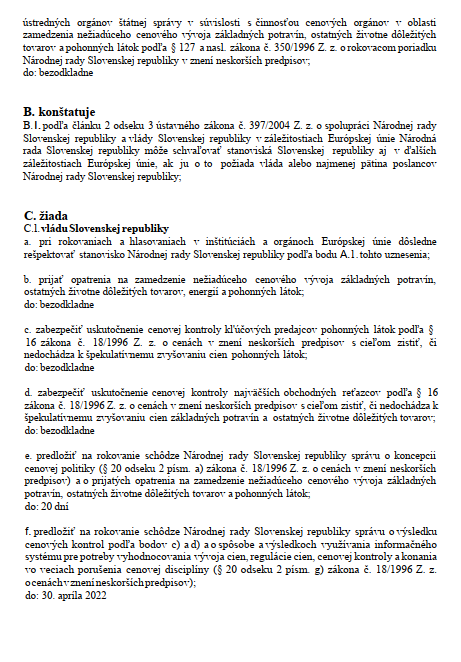 ústredných orgánov štátnej správy v súvislosti s činnosťou cenových orgánov v oblasti
zamedzenia nežiadúceho cenového vývoja základných potravín, ostatných životne dôležitých
tovarov a pohonných látok podľa § 127 a nasl. zákona č. 350/1996 Z. z. o rokovacom poriadku
Národnej rady Slovenskej republiky v znení neskorších predpisov;
do: bezodkladne
B. konštatuje
B.1. podľa článku 2 odseku 3 ústavného zákona č. 397/2004 Z. z. o spolupráci Národnej rady
Slovenskej republiky a vlády Slovenskej republiky v záležitostiach Európskej únie Národná
rada Slovenskej republiky môže schvaľovať stanoviská Slovenskej republiky aj v ďalších
záležitostiach Európskej únie, ak ju o to požiada vláda alebo najmenej pätina poslancov
Národnej rady Slovenskej republiky;
C. žiada
C.1. vládu Slovenskej republiky
a. pri rokovaniach a hlasovaniach v inštitúciách a orgánoch Európskej únie dôsledne
rešpektovať stanovisko Národnej rady Slovenskej republiky podľa bodu A.1. tohto uznesenia;
b. prijať opatrenia na zamedzenie nežiadúceho cenového vývoja základných potravín,
ostatných životne dôležitých tovarov, energií a pohonných látok;
do: bezodkladne
c. zabezpečiť uskutočnenie cenovej kontroly kľúčových predajcov pohonných látok podľa §
16 zákona č. 18/1996 Z. z. o cenách v znení neskorších predpisov s cieľom zistiť, či
nedochádza k špekulatívnemu zvyšovaniu cien pohonných látok;
do: bezodkladne
d. zabezpečiť uskutočnenie cenovej kontroly najväčších obchodných reťazcov podľa § 16
zákona č. 18/1996 Z. z. o cenách v znení neskorších predpisov s cieľom zistiť, či nedochádza k
špekulatívnemu zvyšovaniu cien základných potravín a ostatných životne dôležitých tovarov;
do: bezodkladne
e. predložiť na rokovanie schôdze Národnej rady Slovenskej republiky správu o koncepcii
cenovej politiky (§ 20 odseku 2 písm. a) zákona č. 18/1996 Z. z. o cenách v znení neskorších
predpisov) a o prijatých opatrenia na zamedzenie nežiadúceho cenového vývoja základných
potravín, ostatných životne dôležitých tovarov a pohonných látok;
do: 20 dní
f. predložiť na rokovanie schôdze Národnej rady Slovenskej republiky správu o výsledku
cenových kontrol podľa bodov c) a d) a o spôsobe a výsledkoch využívania informačného
systému pre potreby vyhodnocovania vývoja cien, regulácie cien, cenovej kontroly a konania
vo veciach porušenia cenovej disciplíny (§ 20 odseku 2 písm. g) zákona č. 18/1996 Z. z.
o cenách v znení neskorších predpisov);
do: 30. apríla 2022